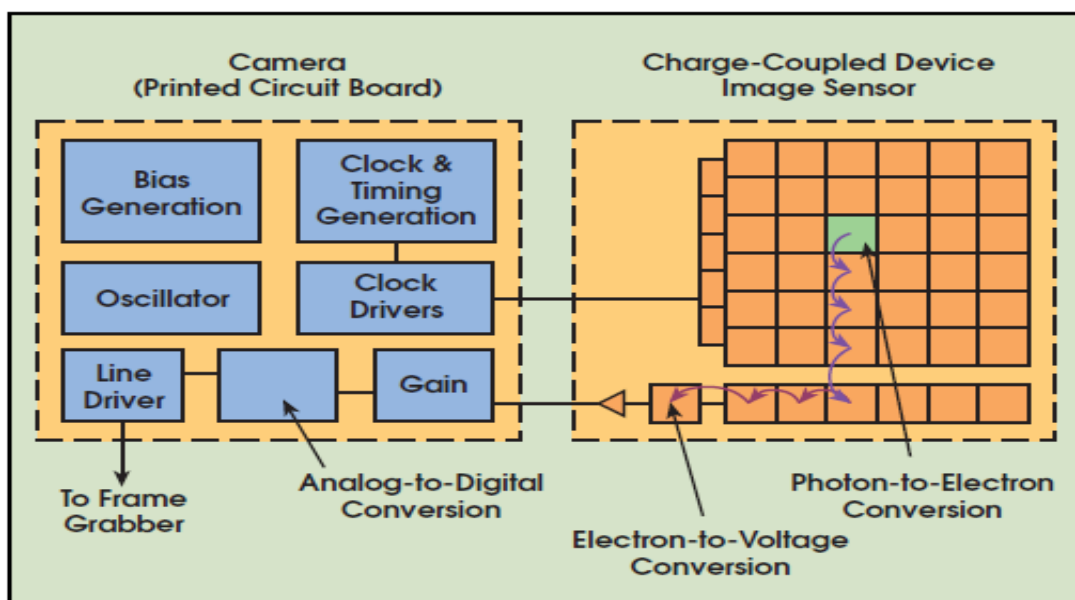 Camera
(Printed Circuit Board)
Charge-Coupled Device
Image Sensor
Bias
Generation
Clock &
Timing
Generation
Oscillator
Clock
Drivers
Line
Driver
Gain
To Frame
Grabber
Analog-to-Digital
Conversion
Electron-to-Voltage
Conversion
Photon-to-Electron
Conversion